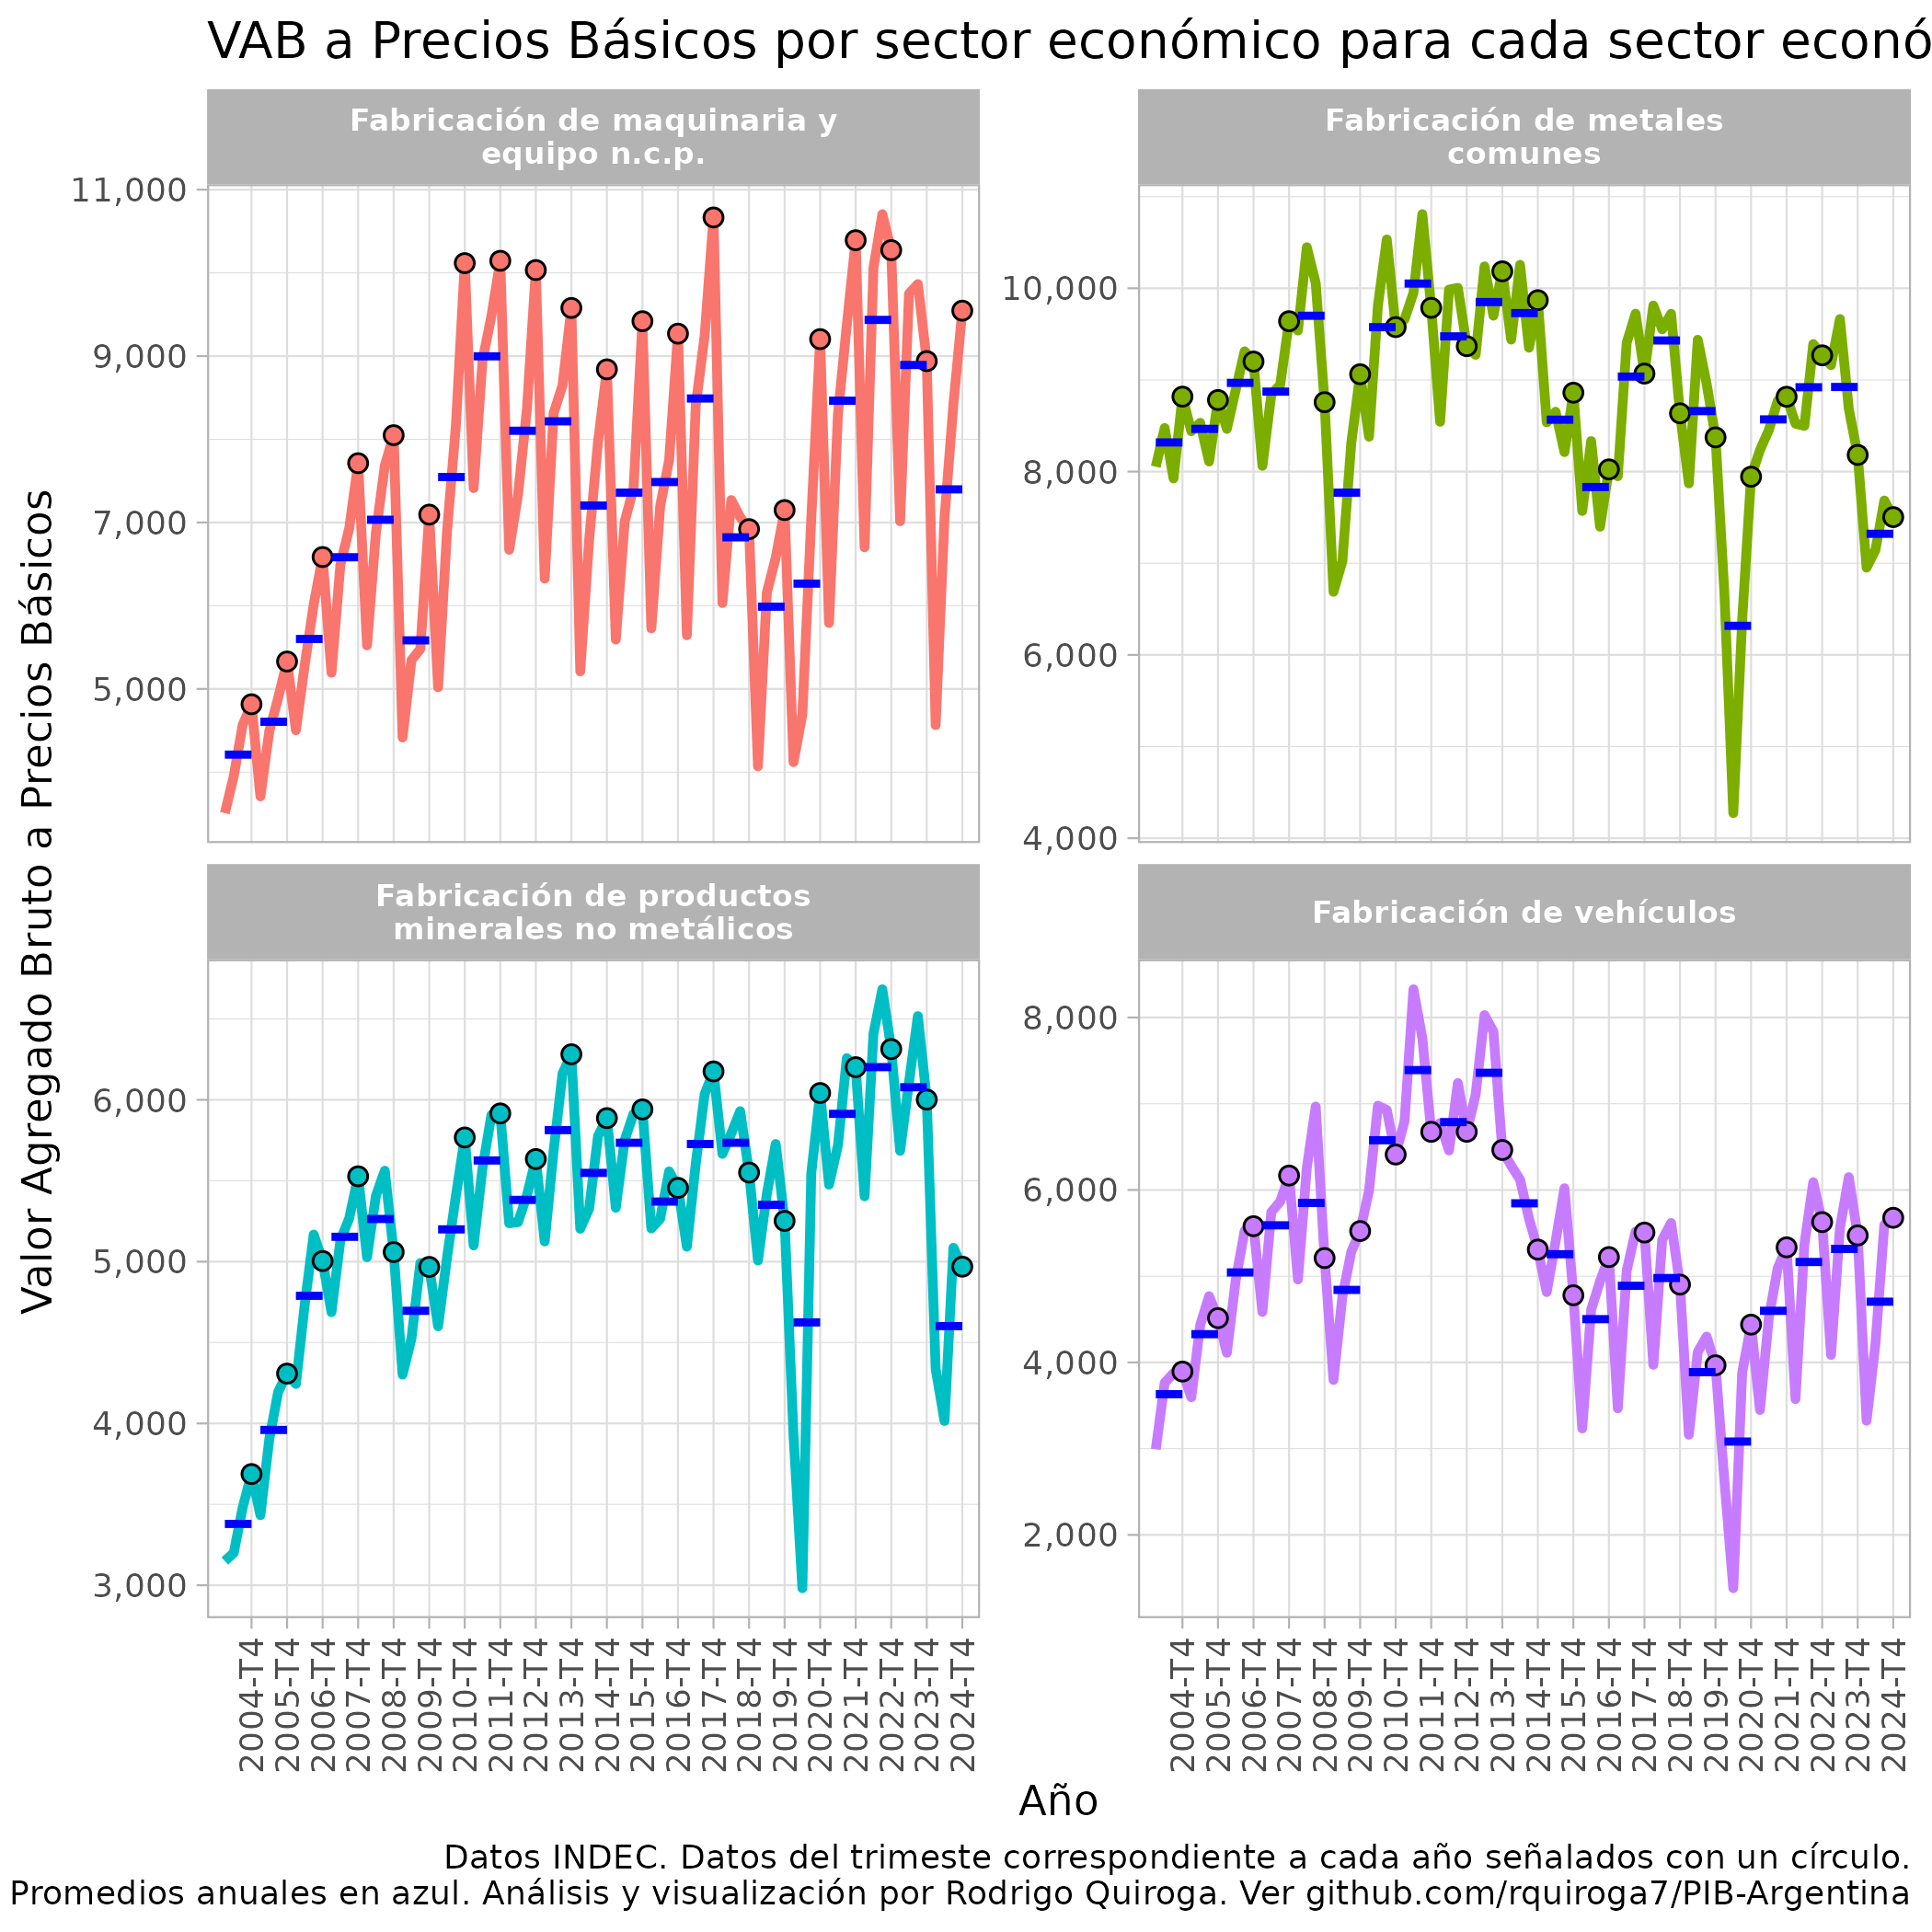 VAB a Precios Básicos por sector económico para cada sector econó
Fabricación de maquinaria y
equipo n.c.p.
Fabricación de metales
comunes
11,000
9,000
7,000
5,000
10,000
8,000
6,000
4,000
Valor Agregado Bruto a Precios Básicos
Fabricación de productos
minerales no metálicos
Fabricación de vehículos
6,000
5,000
4,000
3,000
8,000
6,000
4,000
2,000
2004-T4
2005-T4
2006-T4
2007-T4
2008-T4
2009-T4
2010-T4
2011-T4
2012-T4
2013-T4
2014-T4
2015-T4
2016-T4
2017-T4
2018-T4
2019-T4
2020-T4
2021-T4
2022-T4
2023-T4
2024-T4
2004-T4
2005-T4
2006-T4
2007-T4
2008-T4
2009-T4
2010-T4
2011-T4
2012-T4
2013-T4
2014-T4
2015-T4
2016-T4
2017-T4
2018-T4
2019-T4
2020-T4
2021-T4
2022-T4
2023-T4
2024-T4
Año
Datos INDEC. Datos del trimeste correspondiente a cada año señalados con un círculo.
Promedios anuales en azul. Análisis y visualización por Rodrigo Quiroga. Ver github.com/rquiroga7/PIB-Argentina